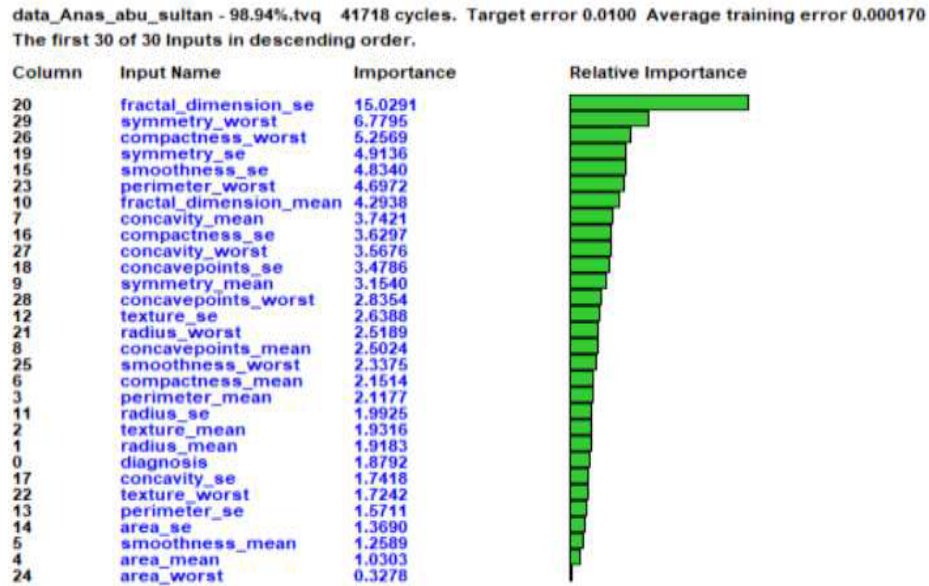 data_Anas_abu_sultan - 98.94%.tvq 41718 cycles. Target error 0.0100 Average training error 0.000170
The first 30 of 30 Inputs in descending order.
Column Input Name Importance Relative Importance
20 fractal_dimension_se 15.0291
29 symmetry_worst 6.7795
26 compactness_worst 5.2569
19 symmetry_se 4.9136
15 smoothness_se 4.8340
23 perimeter_worst 4.6972
10 fractal_dimension_mean 4.2938
7 concavity_mean 3.7421
16 compactness_se 3.6297
27 concavity_worst 3.5676
18 concavepoints_se 3.4786
9 symmetry_mean 3.1540
28 concavepoints_worst 2.8354
12 texture_se 2.6388
21 radius_worst 2.5189
8 concavepoints_mean 2.5024
25 smoothness_worst 2.3375
6 compactness_mean 2.1514
3 perimeter_mean 2.1177
11 radius_se 1.9925
2 texture_mean 1.9316
1 radius_mean 1.9183
0 diagnosis 1.8792
17 concavity_se 1.7418
22 texture_worst 1.7242
13 perimeter_se 1.5711
14 area_se 1.3690
5 smoothness_mean 1.2589
4 area_mean 1.0303
24 area_worst 0.3278